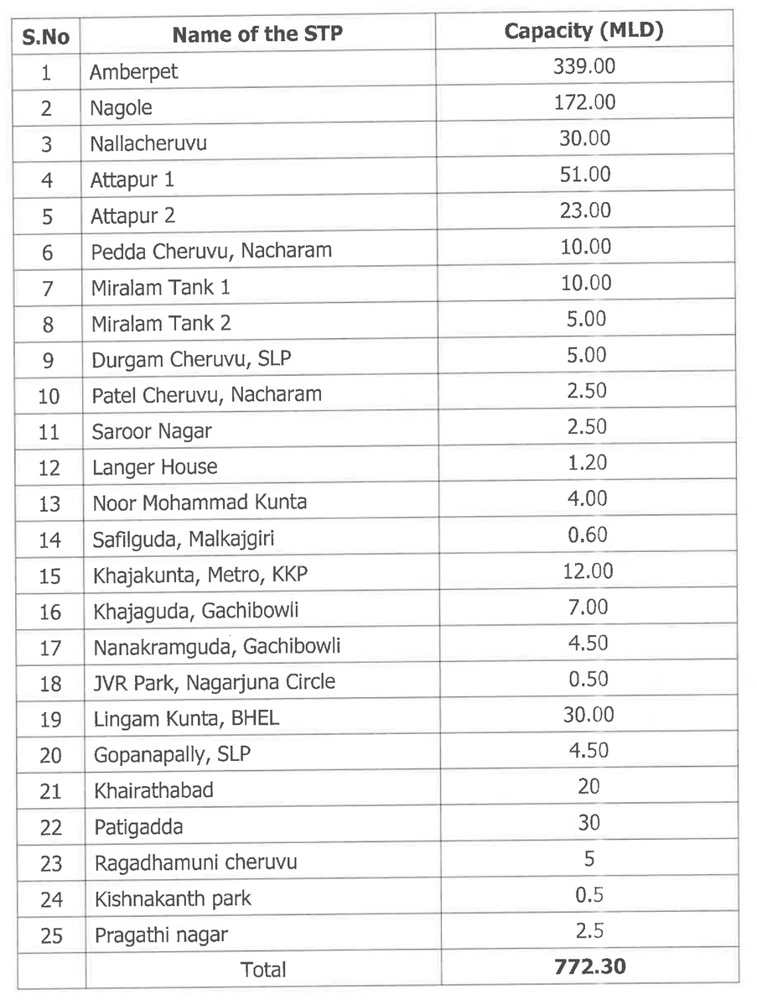 S.No Name of the STP Capacity (MLD)
1 Amberpet 339.00
2 Nagole 172.00
3 Nallacheruvu 30.00
4 Attapur 1 51.00
5 Attapur 2 23.00
6 Pedda Cheruvu, Nacharam 10.00
7 Miralam Tank 1 10.00
8 Miralam Tank 2 5.00
9 Durgam Cheruvu, SLP 5.00
10 Patel Cheruvu, Nacharam 2.50
11 Saroor Nagar 2.50
12 Langer House 1.20
13 Noor Mohammad Kunta 4.00
14 Safilguda, Malkajgiri 0.60
15 Khajakunta, Metro, KKP 12.00
16 Khajaguda, Gachibowli 7.00
17 Nanakramguda, Gachibowli 4.50
18 JVR Park, Nagarjuna Circle 0.50
19 Lingam Kunta, BHEL 30.00
20 Gopanapally, SLP 4.50
21 Khairathabad 20
22 Patigadda 30
23 Ragadhamuni cheruvu 5
24 Kishnakanth park 0.5
25 Pragathi nagar 2.5
Total 772.30